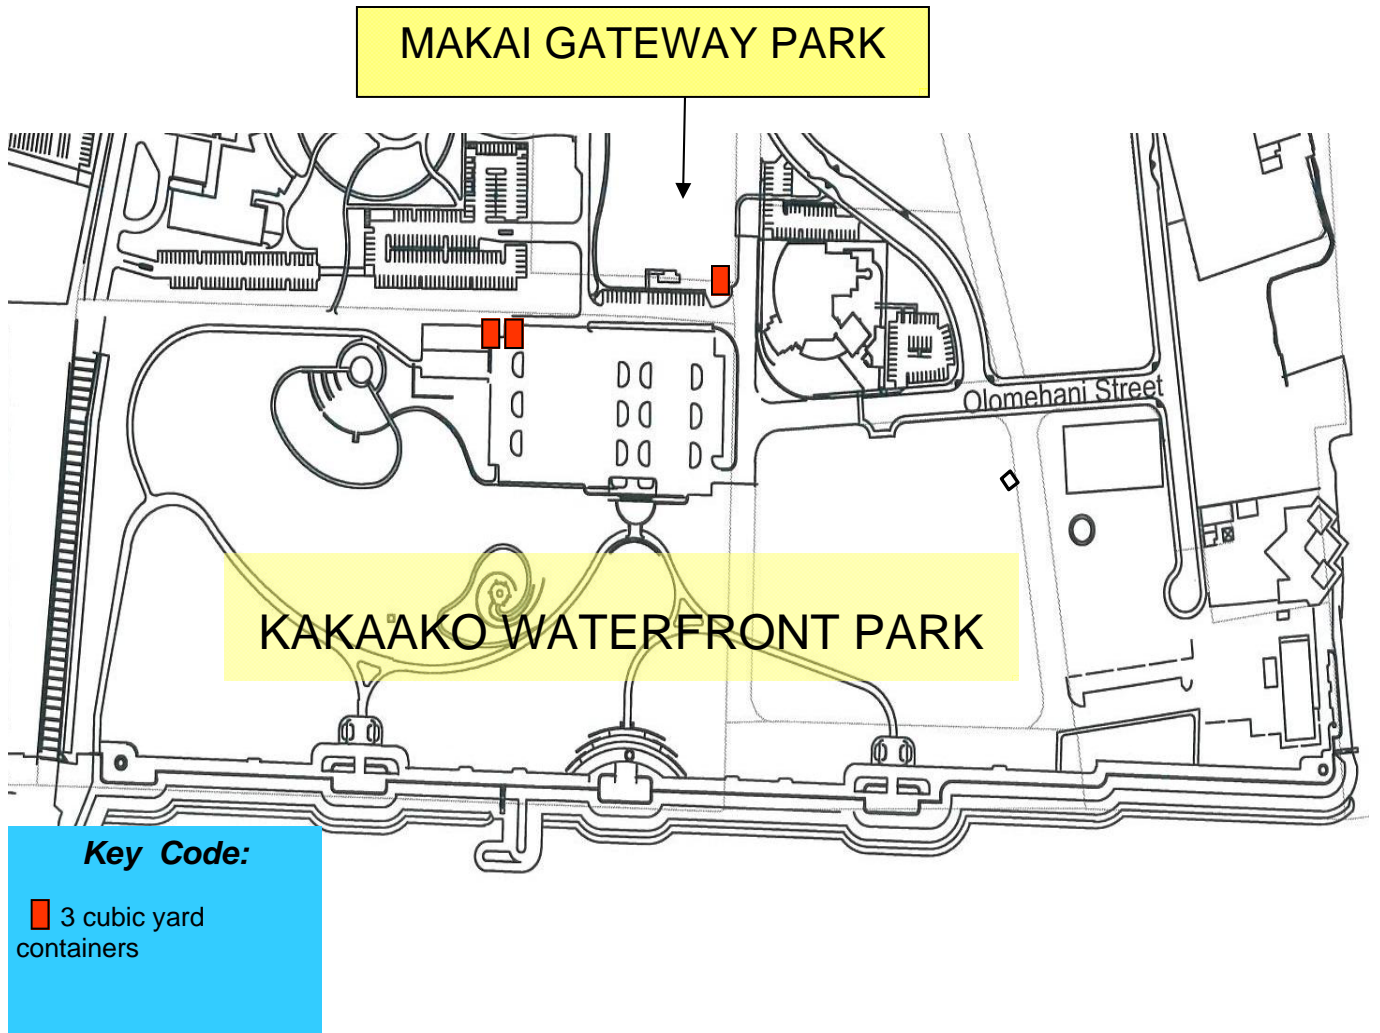 MAKAI GATEWAY PARK
Olomehani Street
KAKAAKO WATERFRONT PARK
Key Code:
3 cubic yard
containers